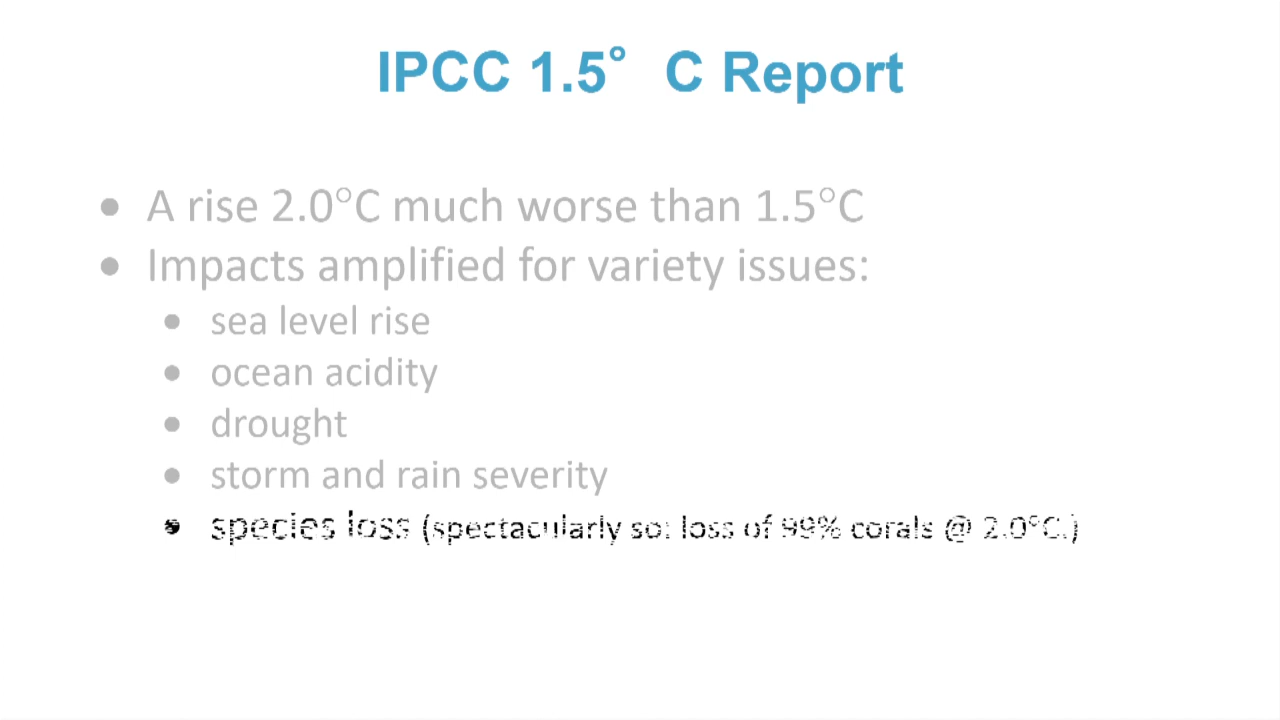 IPCC 1.5° C Report
• A rise 2.0°C much worse than 1.5°C
• Impacts amplified for variety issues:
• sea level rise
• ocean acidity
• drought
• storm and rain severity
• species loss (spectacularly so: loss of 99% corals @ 2.0°C.)